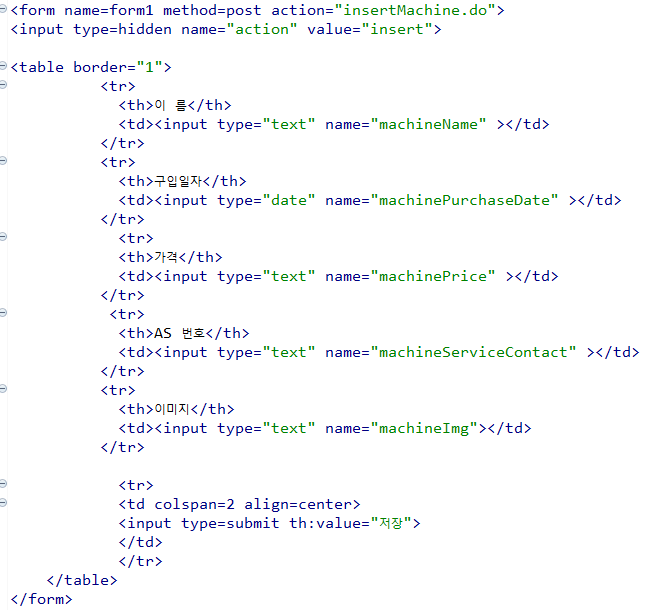 <form name=form1 method=post action="insertMachine.do">
<input type=hidden name="action" value="insert">
<table border="1">
<tr>
<th>이 름</th>
<td><input type="text" name="machineName" ></td>
</tr>
<tr>
<th>구입일자</th>
<td><input type="date" name="machinePurchaseDate" ></td>
</tr>
<tr>
<th>가격</th>
<td><input type="text" name="machinePrice" ></td>
</tr>
<tr>
<th>AS 번호</th>
<td><input type="text" name="machineServiceContact" ></td>
</tr>
<tr>
<th>이미지</th>
<td><input type="text" name="machineImg"></td>
</tr>
<tr>
<td colspan=2 align=center>
<input type=submit th:value="저장">
</td>
</tr>
</table>
</form>